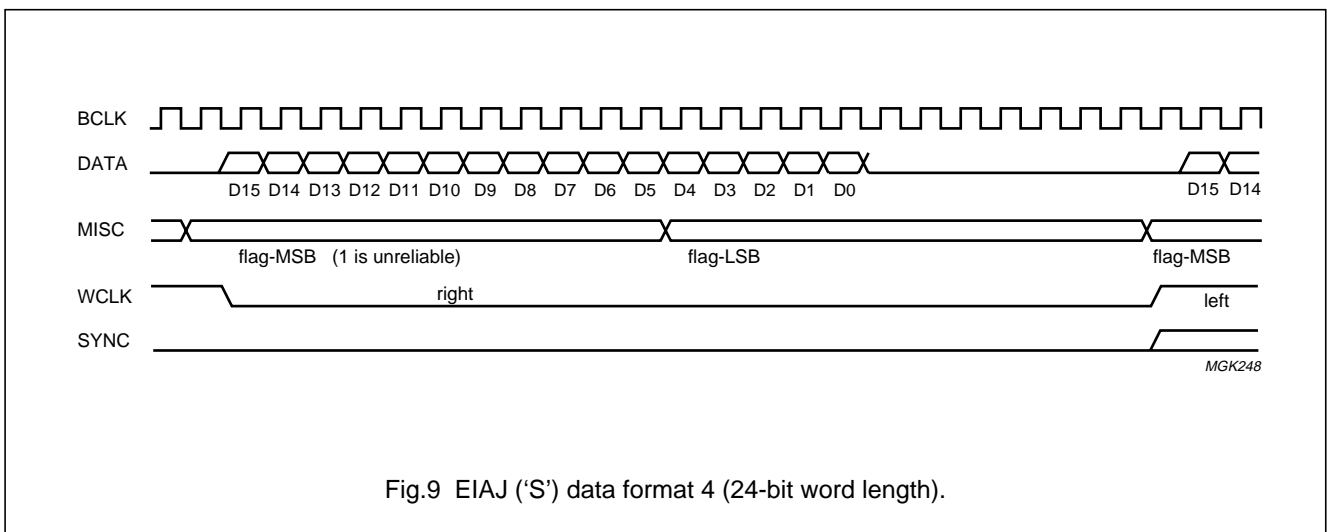 BCLK
DATA
D15 D14 D13 D12 D11 D10 D9 D8 D7 D6 D5 D4 D3 D2 D1 D0 D15 D14
MISC
flag-MSB (1 is unreliable) flag-LSB flag-MSB
WCLK right left
SYNC
MGK248
Fig.9 EIAJ (‘S’) data format 4 (24-bit word length).